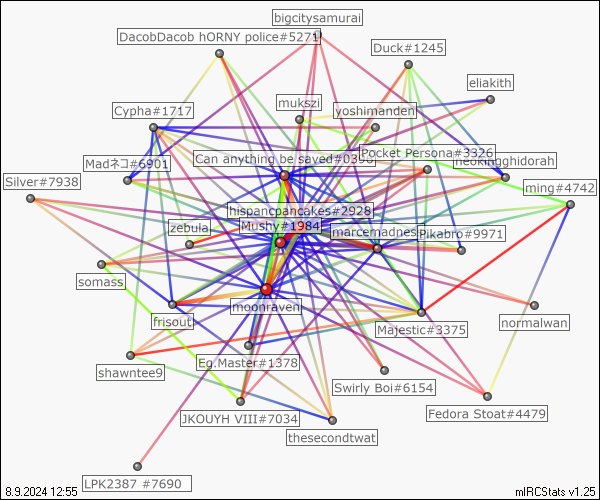 bigcitysamurai
DacobDacob hORNY police#5271
Duck#1245
eliakith
mukszi
yoshimanden
Cypha#1717
Pocket Persona#3326
Can anything be saved#0398
Madネコ#6901
ming#4742
Silver#7938
hispancpancakes#2928
Mushy#1984
marcemadness
Pikabro#9971
zebula
somass
moonraven
normalwan
frisout
Majestic#3375
Eg.Master#1378
shawntee9
Swirly Boi#6154
JKOUYH VIII#7034
Fedora Stoat#4479
thesecondtwat
LPK2387 #7690
8.9.2024 12:55
mIRCStats v1.25